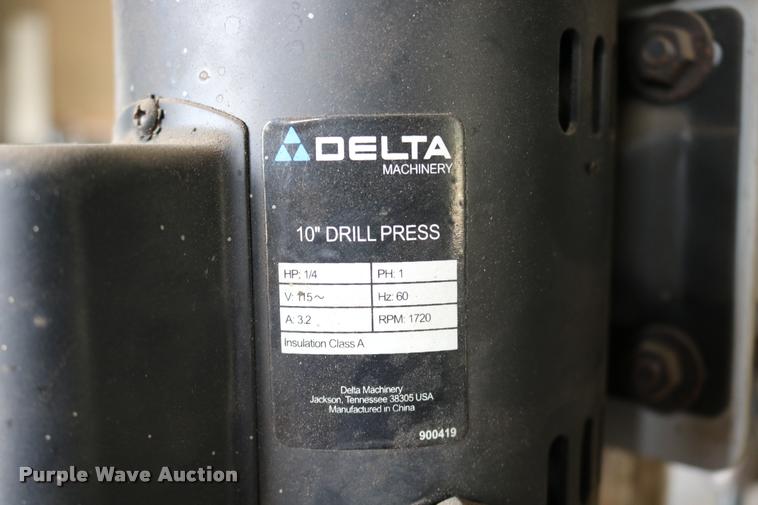 DELTA
MACHINERY
10" DRILL PRESS
HP: 1/4 PH: 1
V: 115~ Hz: 60
A: 3.2 RPM: 1720
Insulation Class A
Delta Machinery
Jackson, Tennessee 38305 USA
Manufactured in China
900419
Purple Wave Auction